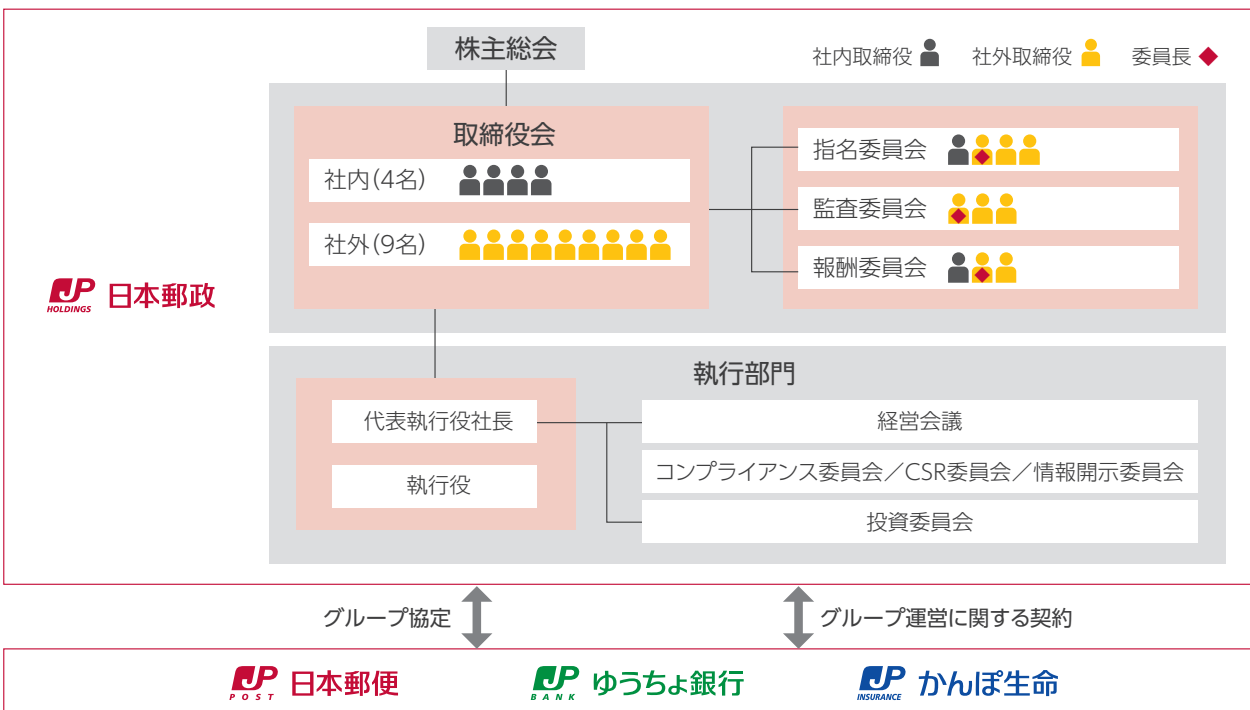 株主総会
社内取締役
社外取締役
委員長
取締役会
社内(4名)
社外(9名)
指名委員会
監査委員会
報酬委員会
JP
HOLDINGS
日本郵政
執行部門
代表執行役社長
執行役
経営会議
コンプライアンス委員会／CSR委員会／情報開示委員会
投資委員会
グループ協定
グループ運営に関する契約
JP
POST
日本郵便
JP
BANK
ゆうちょ銀行
JP
INSURANCE
かんぽ生命